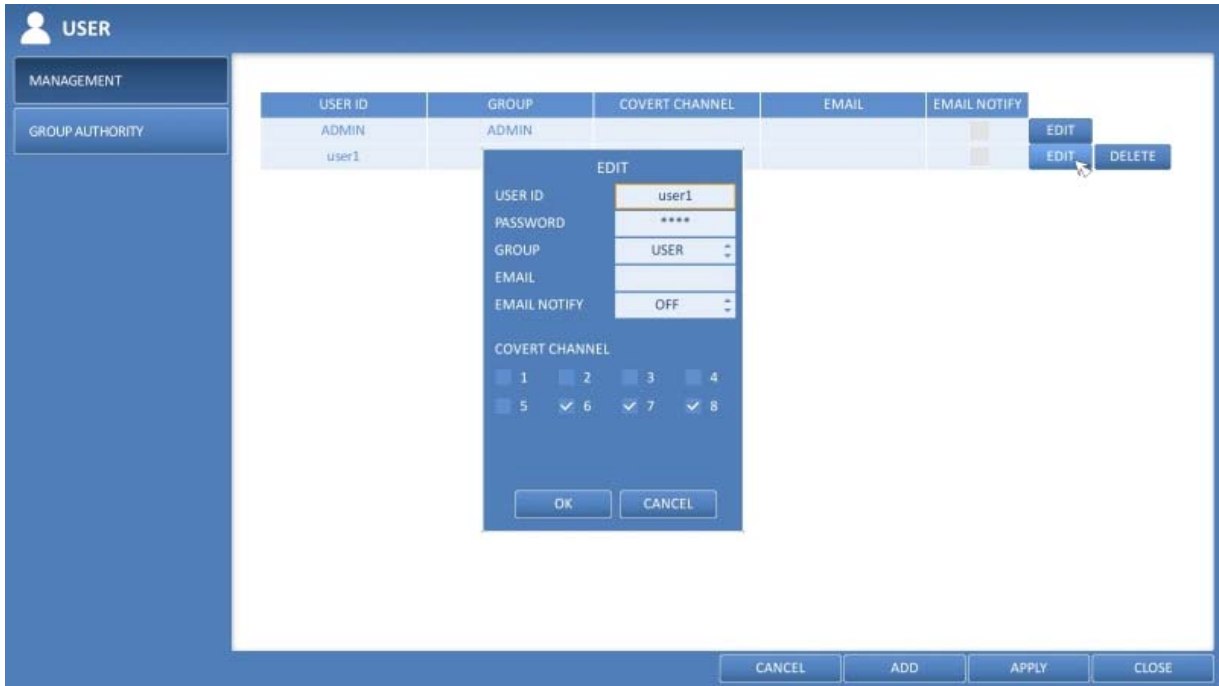 USER
MANAGEMENT
GROUP AUTHORITY
USER ID GROUP COVERT CHANNEL EMAIL EMAIL NOTIFY
ADMIN ADMIN EDIT
user1 EDIT DELETE
EDIT
USER ID user1
PASSWORD ****
GROUP USER
EMAIL
EMAIL NOTIFY OFF
COVERT CHANNEL
1 2 3 4
5 6 7 8
OK CANCEL
CANCEL ADD APPLY CLOSE